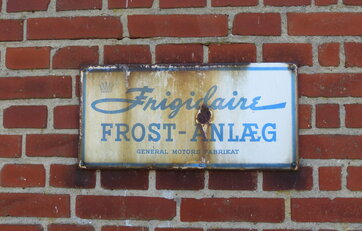 Frigidaire
FROST-ANLÆG
GENERAL MOTORS FABRIKAT